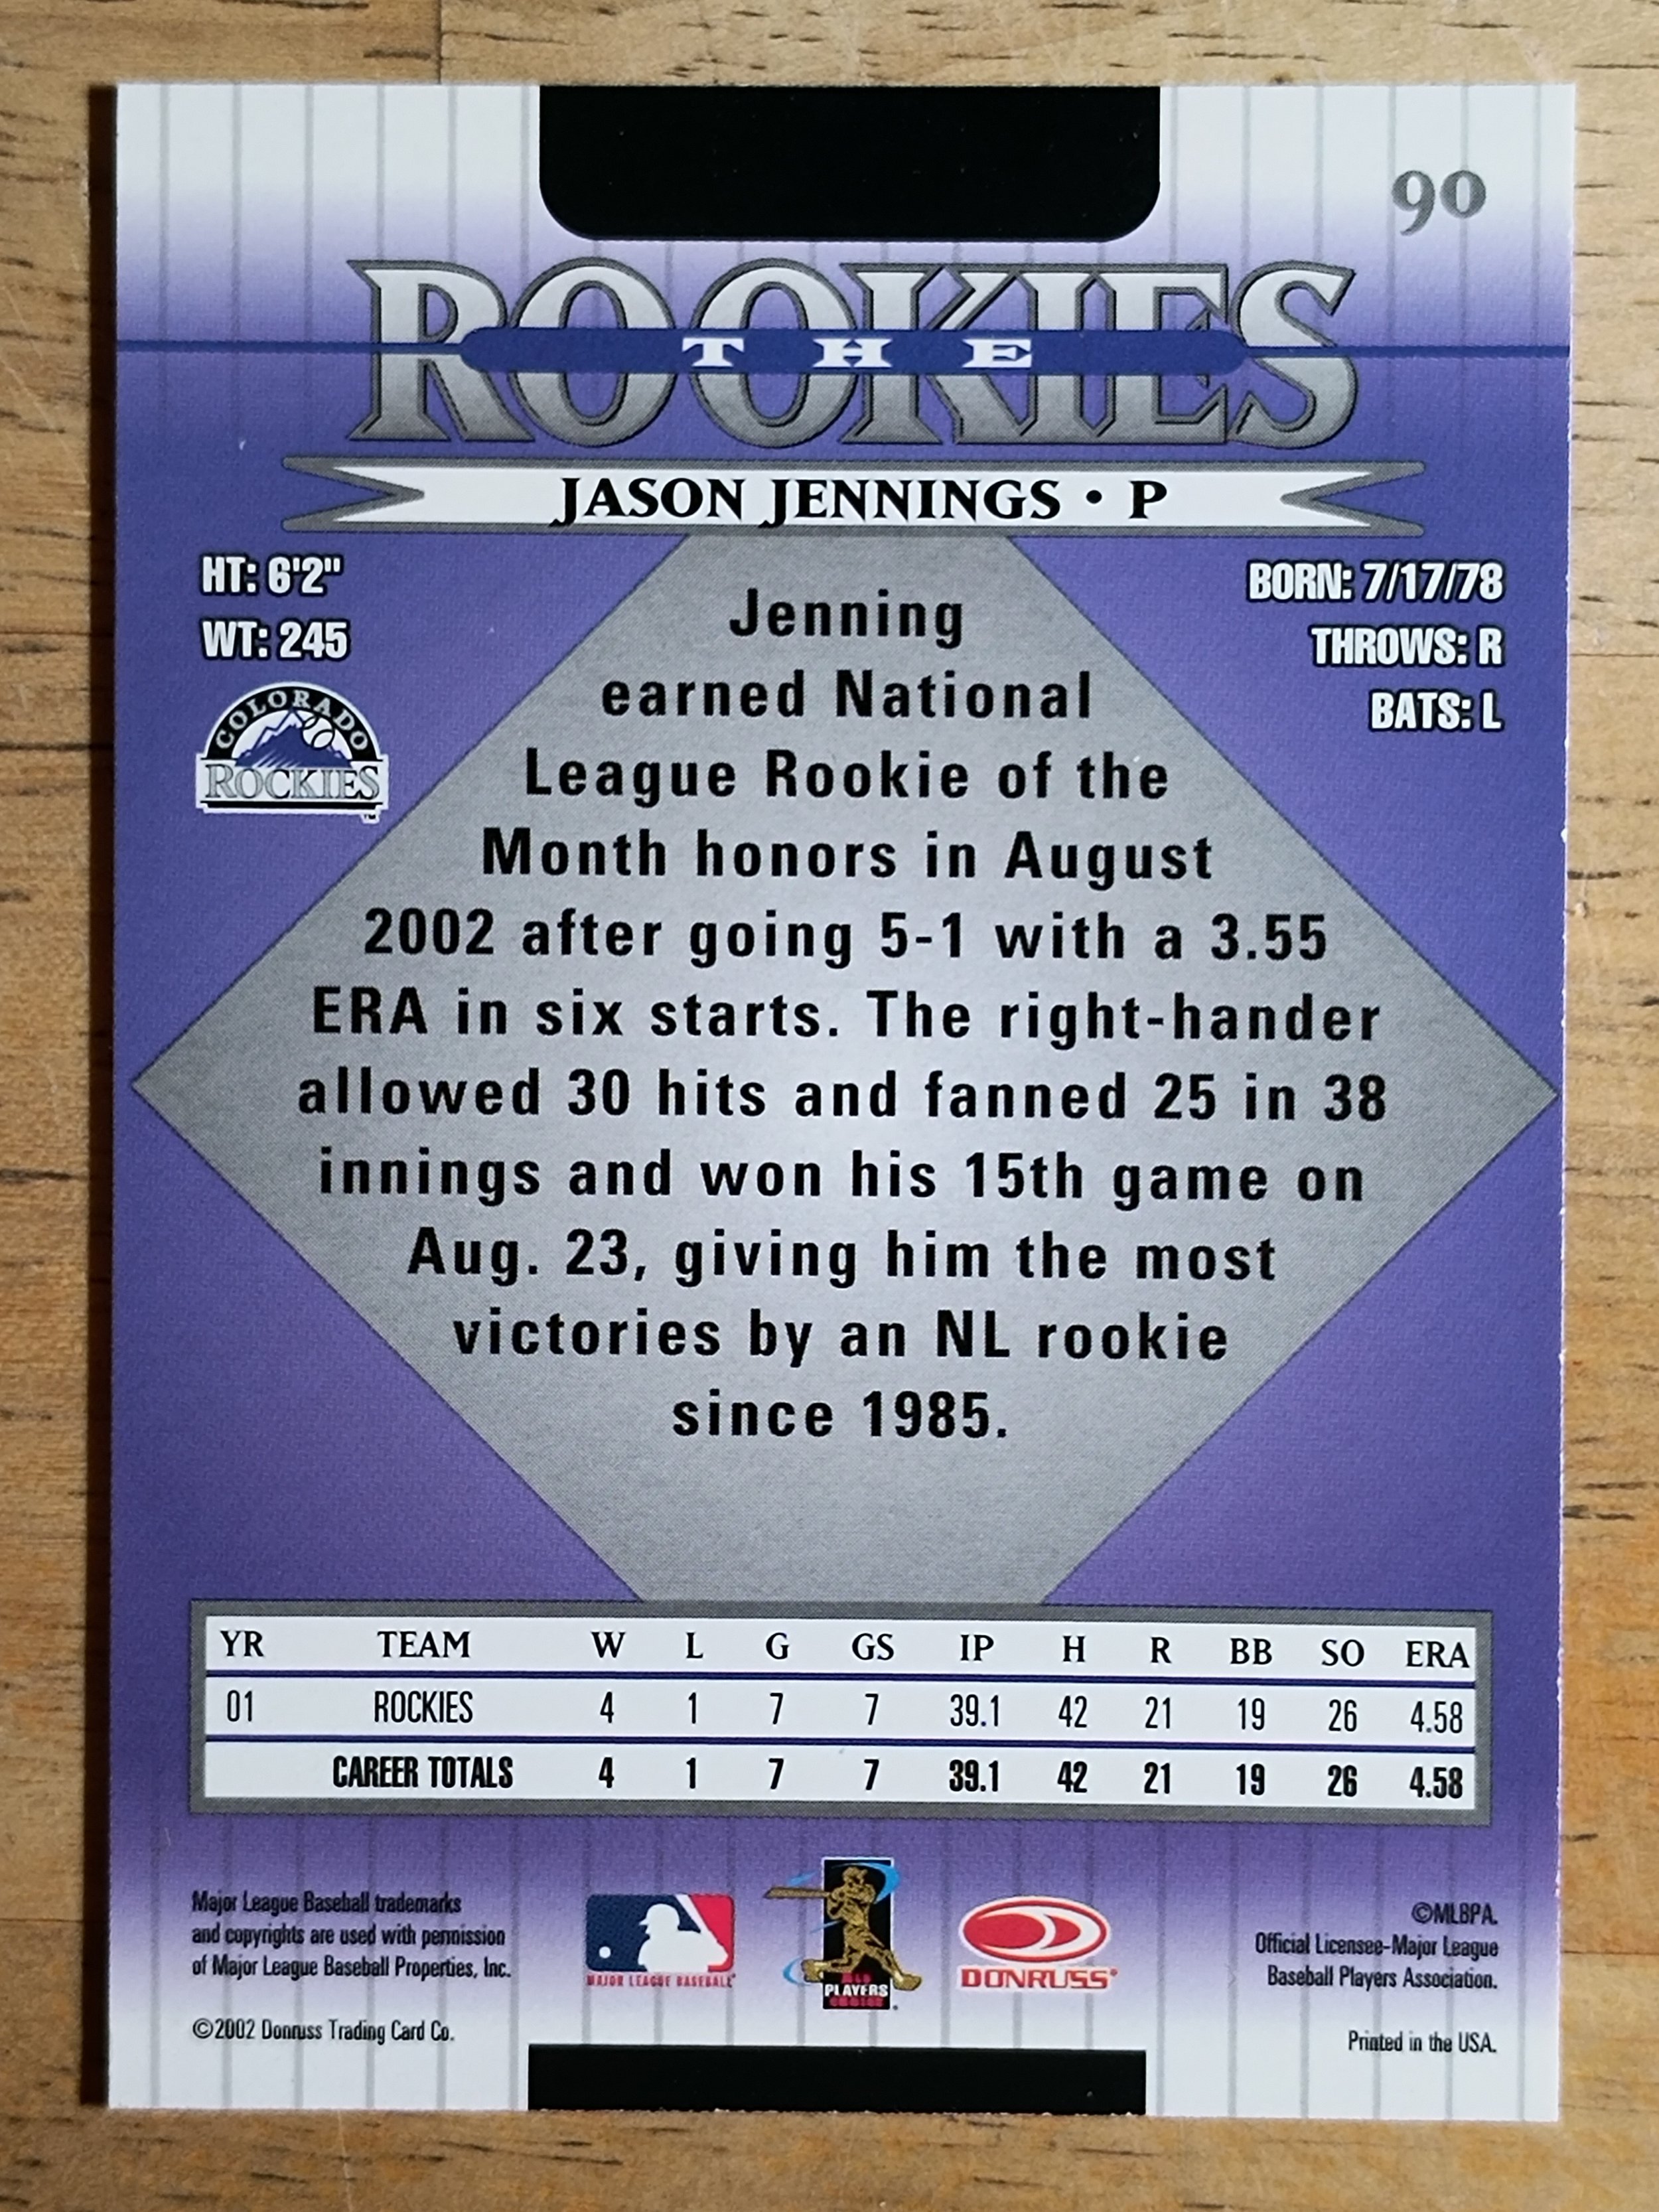 90
ROOKIES
THE
JASON JENNINGS • P
HT: 6'2"
WT: 245
COLORADO
ROCKIES
TM
BORN: 7/17/78
THROWS: R
BATS: L
Jenning
earned National
League Rookie of the
Month honors in August
2002 after going 5-1 with a 3.55
ERA in six starts. The right-hander
allowed 30 hits and fanned 25 in 38
innings and won his 15th game on
Aug. 23, giving him the most
victories by an NL rookie
since 1985.
YR TEAM W L G GS IP H R BB SO ERA
01 ROCKIES 4 1 7 7 39.1 42 21 19 26 4.58
CAREER TOTALS 4 1 7 7 39.1 42 21 19 26 4.58
Major League Baseball trademarks
and copyrights are used with permission
of Major League Baseball Properties, Inc.
©2002 Donruss Trading Card Co.
MAJOR LEAGUE BASEBALL
MLB
PLAYERS
CHOICE
®
DONRUSS®
©MLBPA.
Official Licensee-Major League
Baseball Players Association.
Printed in the USA.